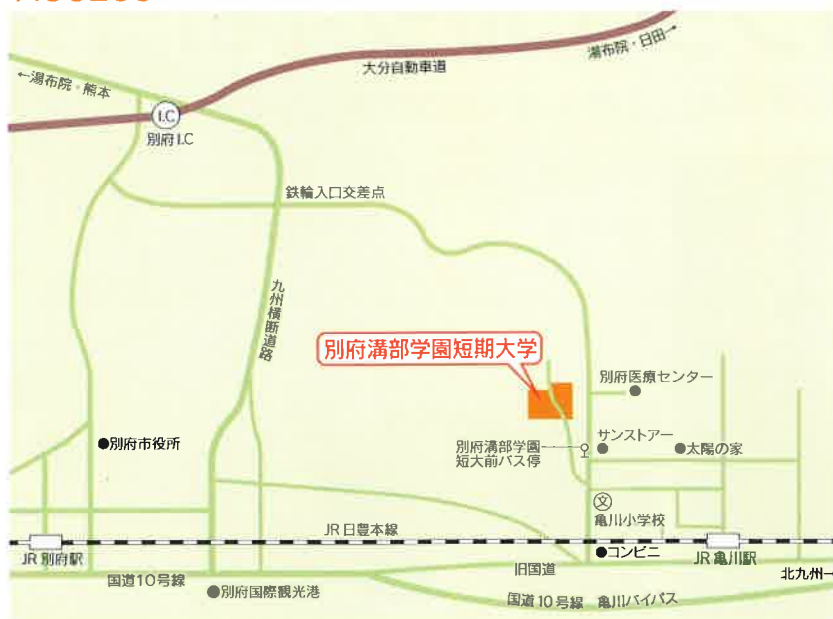 大分自動車道
湯布院・日田→
←湯布院・熊本
I.C
別府I.C
鉄輪入口交差点
九州横断道路
別府溝部学園短期大学
別府医療センター
●別府市役所
別府溝部学園
短大前バス停
サンストアー
●太陽の家
文
亀川小学校
JR日豊本線
●コンビニ
JR別府駅
JR亀川駅
旧国道
北九州→
国道10号線
●別府国際観光港
国道10号線 亀川バイパス